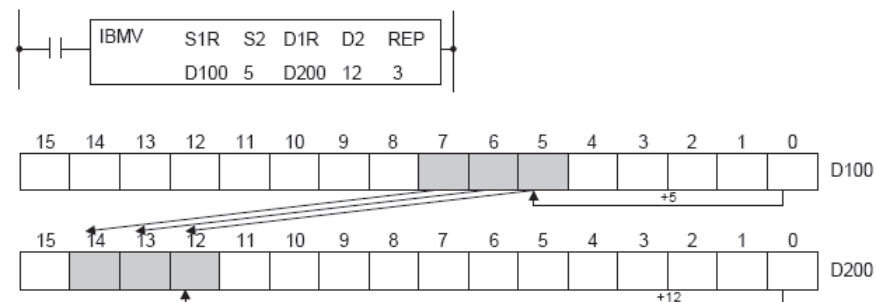 IBMV S1R S2 D1R D2 REP
D100 5 D200 12 3
15 14 13 12 11 10 9 8 7 6 5 4 3 2 1 0
D100
+5
15 14 13 12 11 10 9 8 7 6 5 4 3 2 1 0
D200
+12